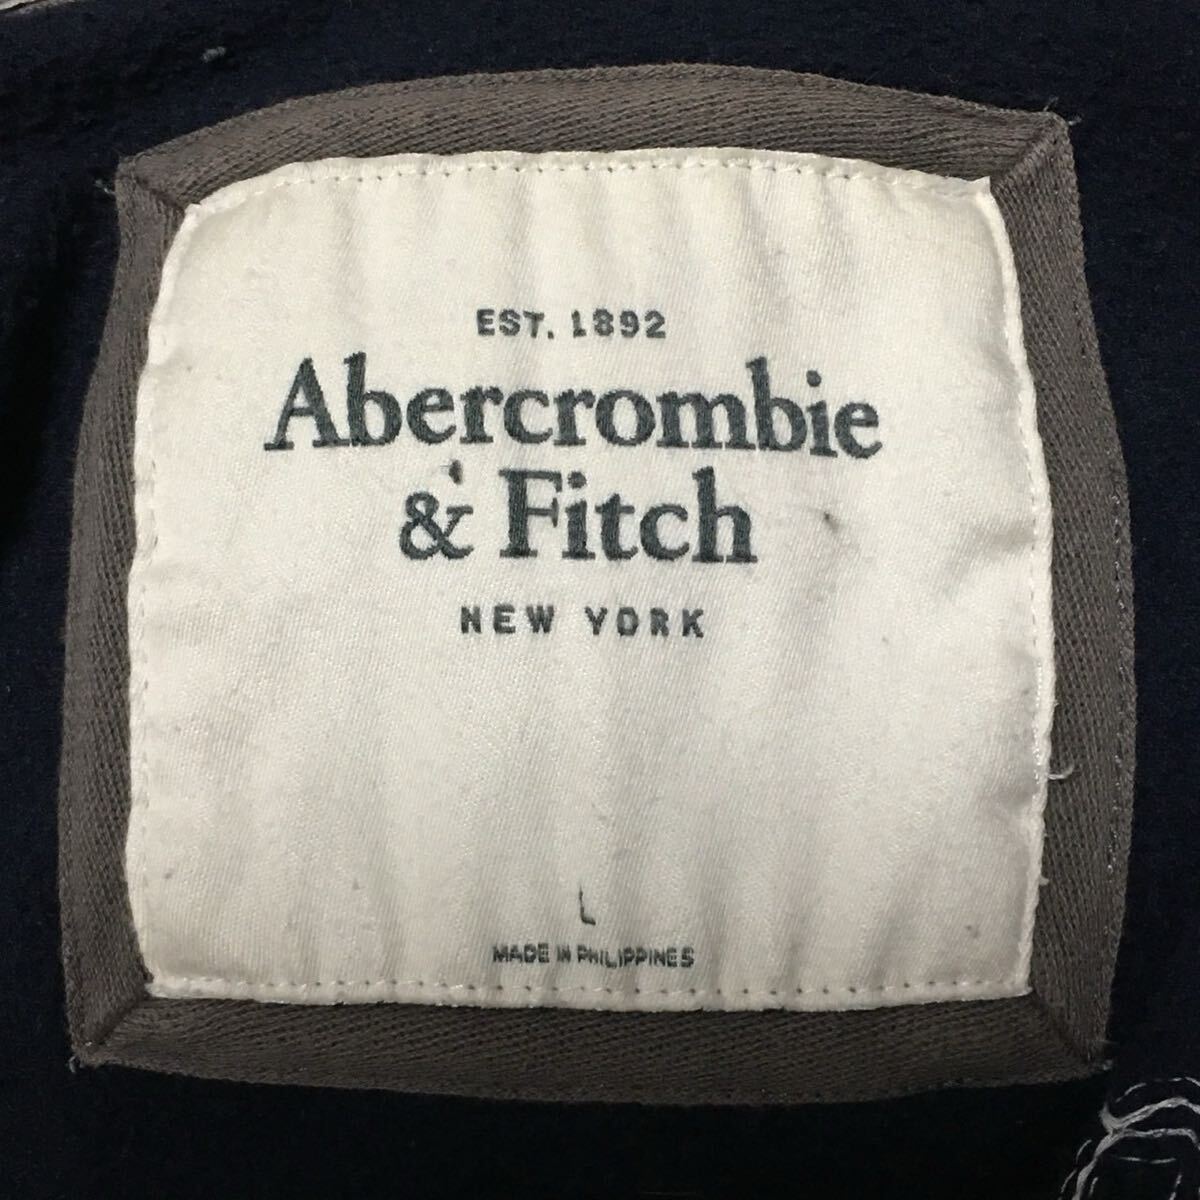 EST. 1892
Abercrombie
& Fitch
NEW YORK
L
MADE IN PHILIPPINES